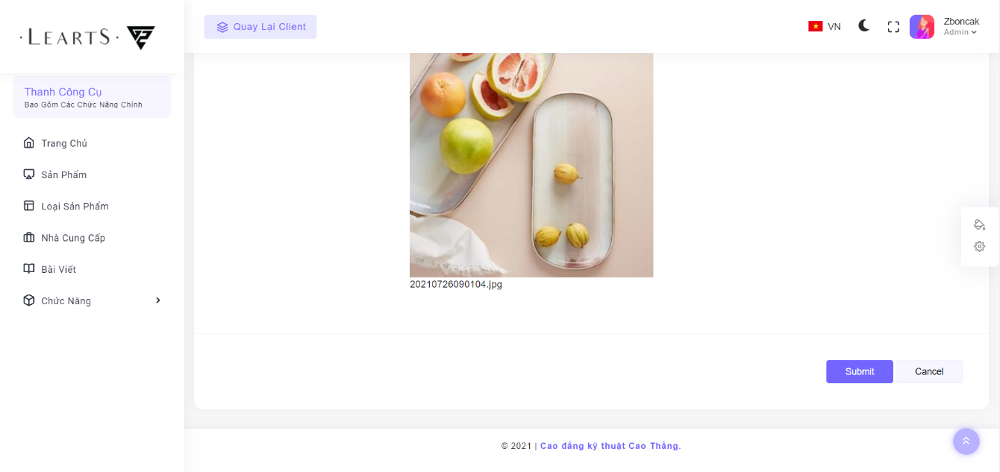 · LEARTS ·
Quay Lại Client
VN
Zboncak
Admin
Thanh Công Cụ
Bao Gồm Các Chức Năng Chính
Trang Chủ
Sản Phẩm
Loại Sản Phẩm
Nhà Cung Cấp
Bài Viết
Chức Năng
20210726090104.jpg
Submit
Cancel
© 2021 | Cao đẳng kỹ thuật Cao Thắng.